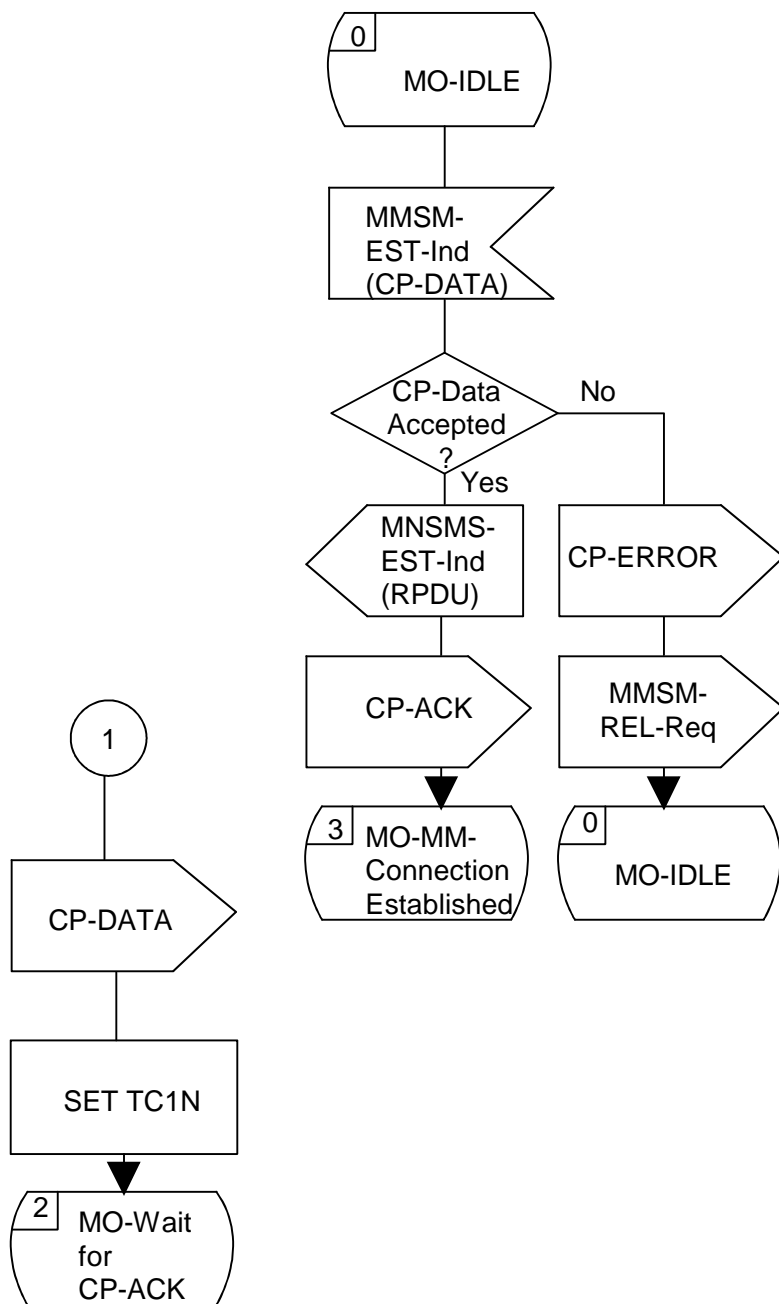 0
MO-IDLE
MMSM-
EST-Ind
(CP-DATA)
CP-Data
Accepted
?
No
Yes
MNSMS-
EST-Ind
(RPDU)
CP-ERROR
CP-ACK
MMSM-
REL-Req
3
MO-MM-
Connection
Established
0
MO-IDLE
1
CP-DATA
SET TC1N
2
MO-Wait
for
CP-ACK